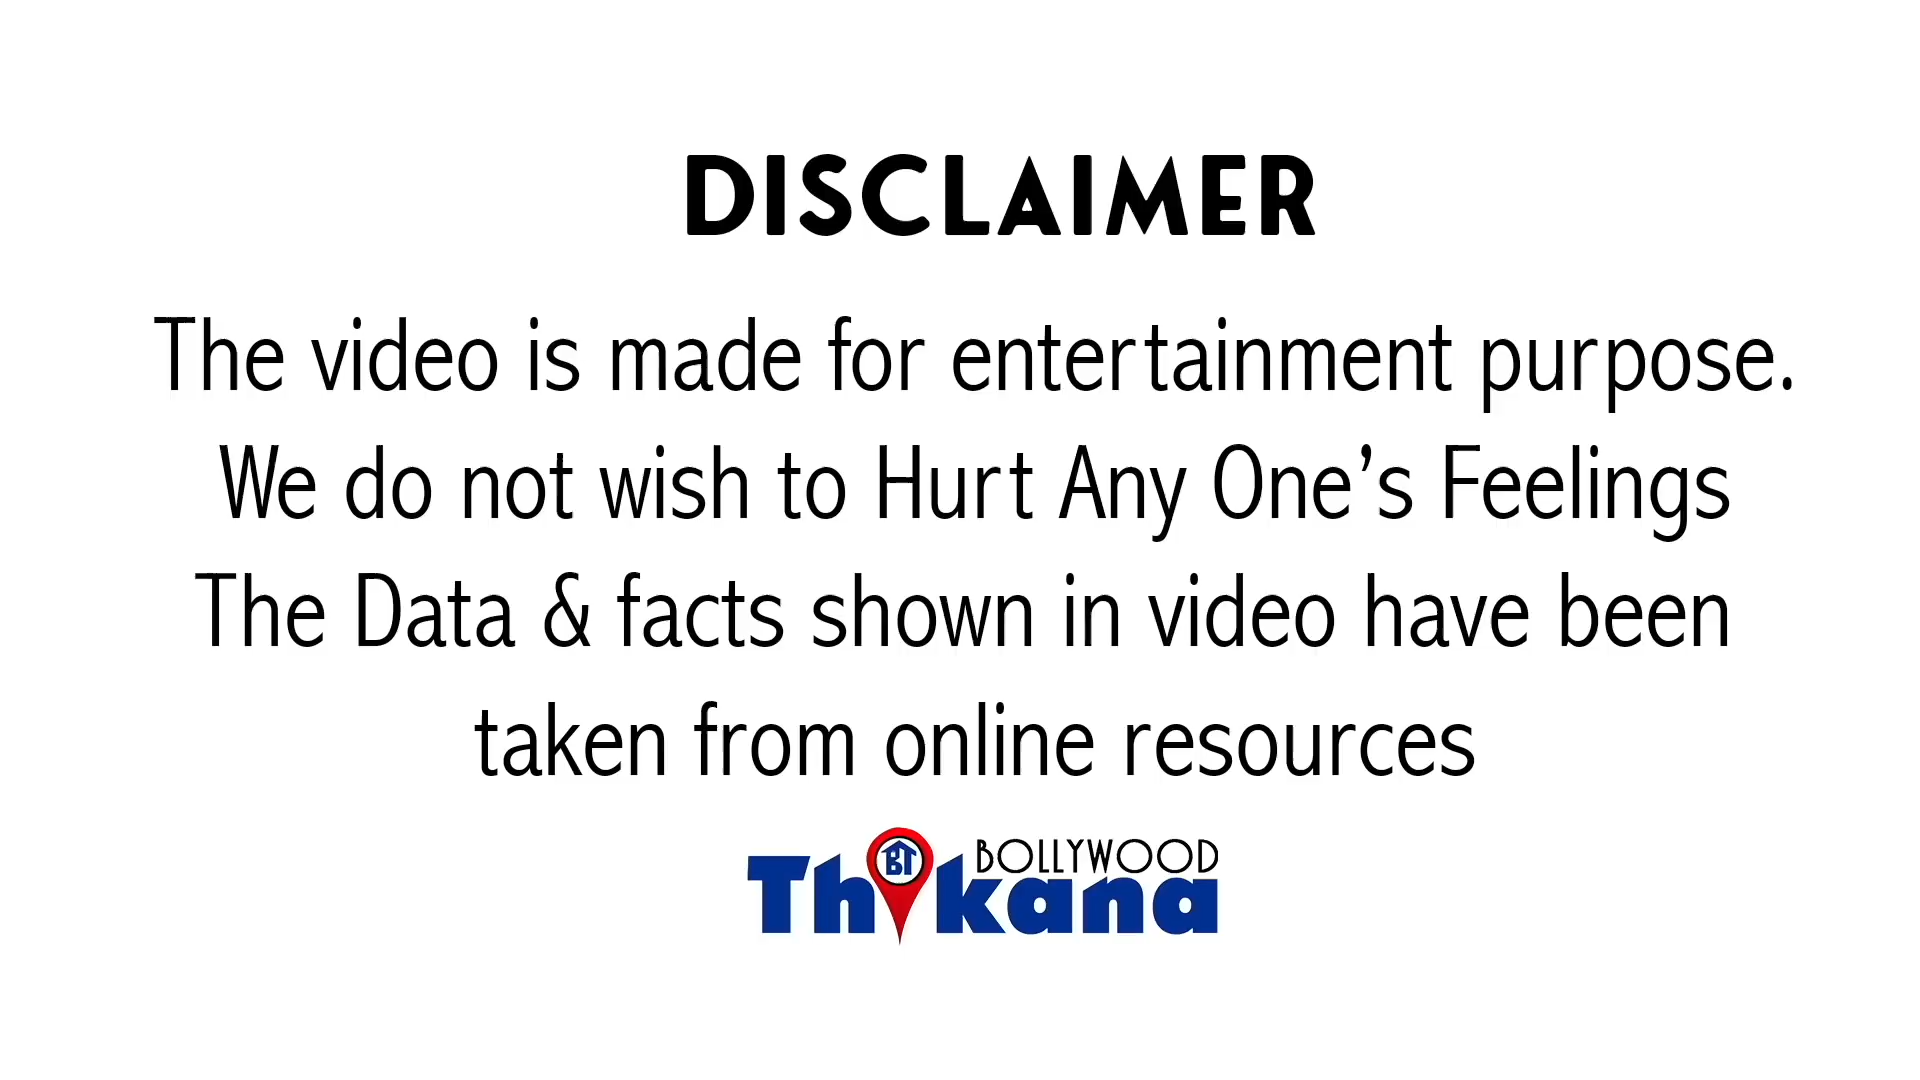 DISCLAIMER
The video is made for entertainment purpose.
We do not wish to Hurt Any One’s Feelings
The Data & facts shown in video have been
taken from online resources
BT
BOLLYWOOD
Thikana